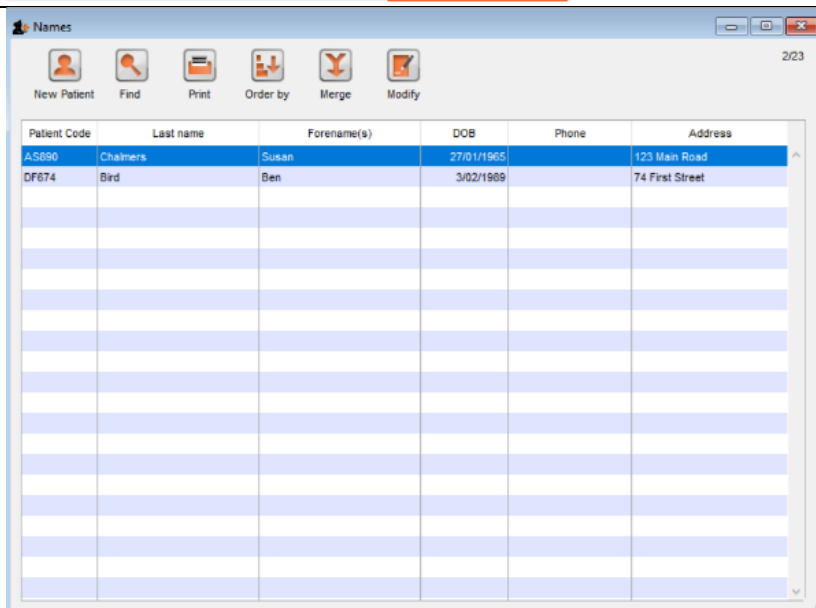 Names
2/23
New Patient Find Print Order by Merge Modify
Patient Code Last name Forename(s) DOB Phone Address
AS890 Chalmers Susan 27/01/1965 123 Main Road
DF674 Bird Ben 3/02/1989 74 First Street